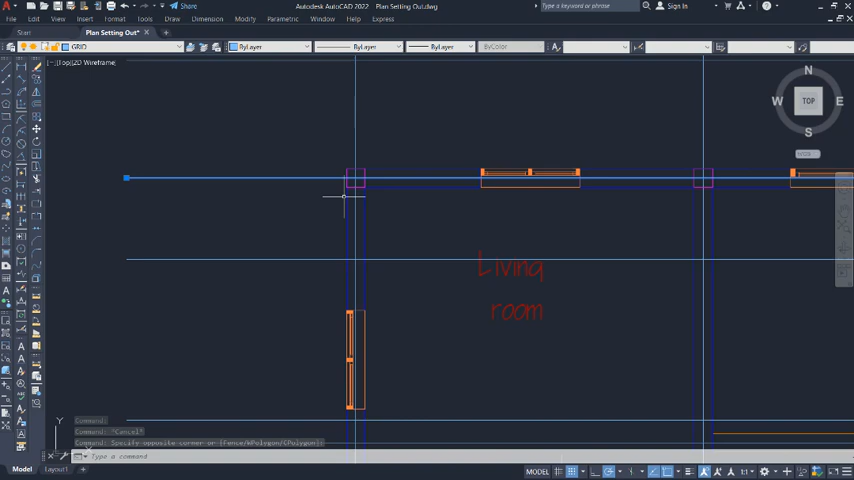 Autodesk AutoCAD 2022 Plan Setting Out.dwg
Share
Type a keyword or phrase
Sign In
File Edit View Insert Format Tools Draw Dimension Modify Parametric Window Help Express
Start
Plan Setting Out*
GRID
ByLayer
ByLayer
ByLayer
ByColor
[−][Top][2D Wireframe]
N
W TOP E
S
Living
room
Y
Command:
Command: *Cancel*
Command: Specify opposite corner or [Fence/WPolygon/CPolygon]:
Type a command
Model Layout1
MODEL
1:1